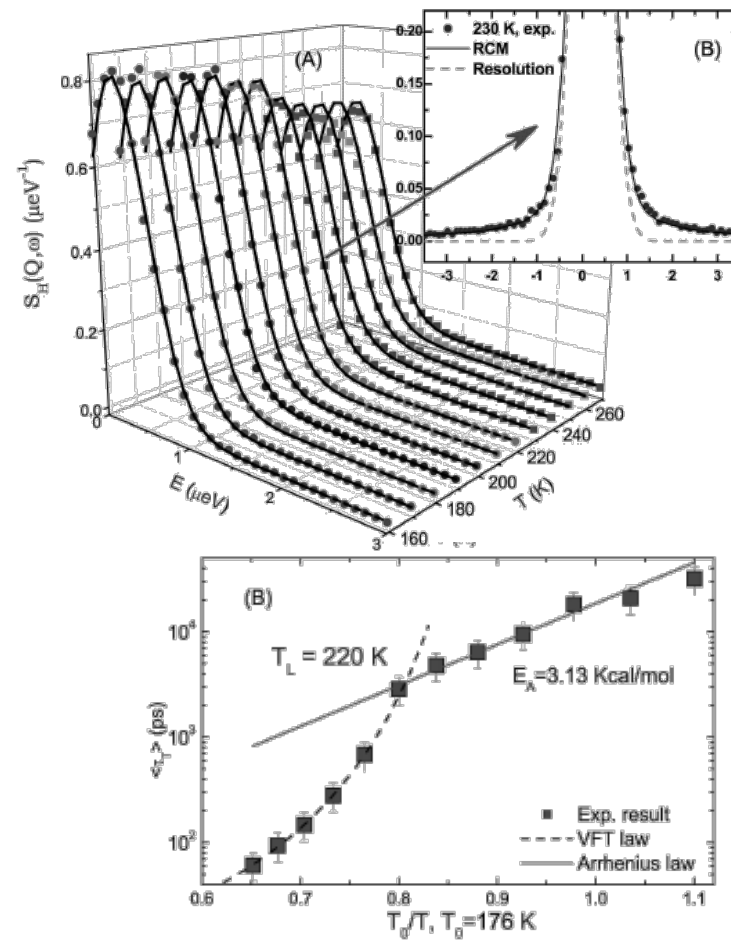 (A)
0.8
0.6
0.4
0.2
0.0
S_H(Q,ω) (μeV⁻¹)
0
1
2
3
E (μeV)
160
180
200
220
240
260
T (K)
230 K, exp.
RCM
Resolution
(B)
0.20
0.15
0.10
0.05
0.00
-3 -2 -1 0 1 2 3
(B)
T_L = 220 K
E_A=3.13 Kcal/mol
Exp. result
VFT law
Arrhenius law
10⁴
10³
10²
<τ_T> (ps)
0.6 0.7 0.8 0.9 1.0 1.1
T_0/T, T_0=176 K